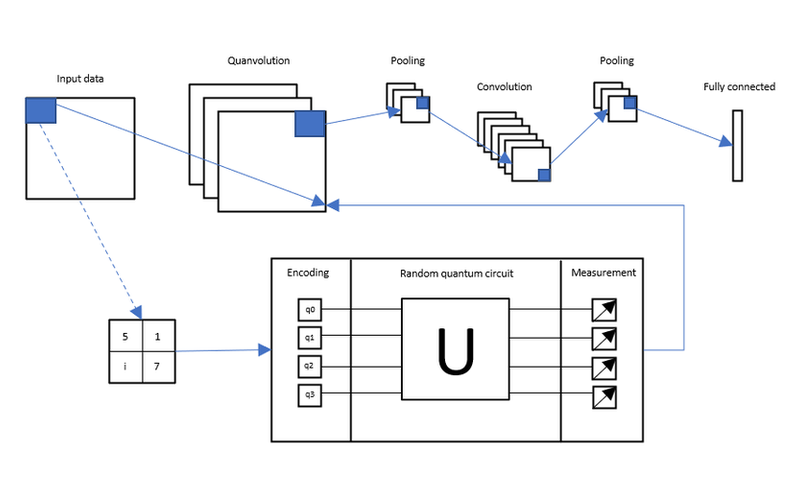 Input data
Quanvolution
Pooling
Convolution
Pooling
Fully connected
5 1
i 7
Encoding
Random quantum circuit
Measurement
q0
q1
q2
q3
U